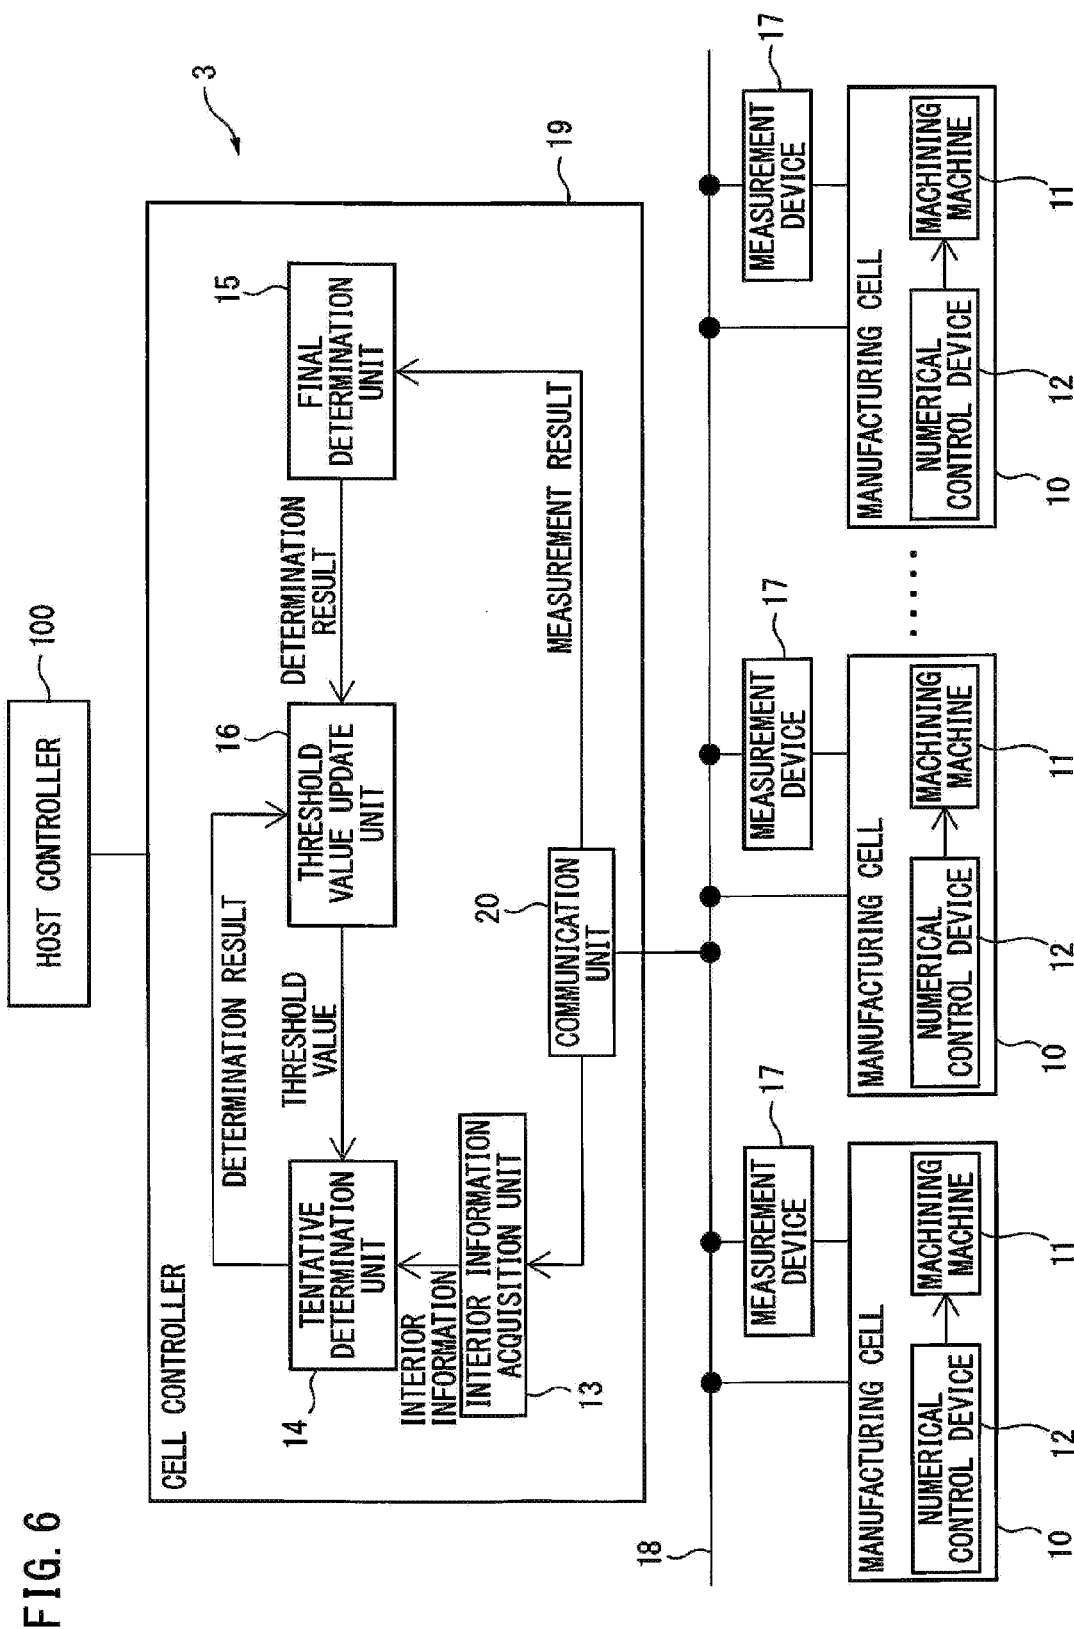 FIG. 6
HOST CONTROLLER
100
3
CELL CONTROLLER
19
DETERMINATION RESULT
14
TENTATIVE
DETERMINATION
UNIT
THRESHOLD
VALUE
16
THRESHOLD
VALUE UPDATE
UNIT
DETERMINATION
RESULT
15
FINAL
DETERMINATION
UNIT
INTERIOR
INFORMATION
INTERIOR INFORMATION
ACQUISITION UNIT
13
20
COMMUNICATION
UNIT
MEASUREMENT RESULT
18
MEASUREMENT
DEVICE
17
MEASUREMENT
DEVICE
17
MEASUREMENT
DEVICE
17
MANUFACTURING CELL
NUMERICAL
CONTROL DEVICE
MACHINING
MACHINE
10
12
11
MANUFACTURING CELL
NUMERICAL
CONTROL DEVICE
MACHINING
MACHINE
10
12
11
.....
MANUFACTURING CELL
NUMERICAL
CONTROL DEVICE
MACHINING
MACHINE
10
12
11